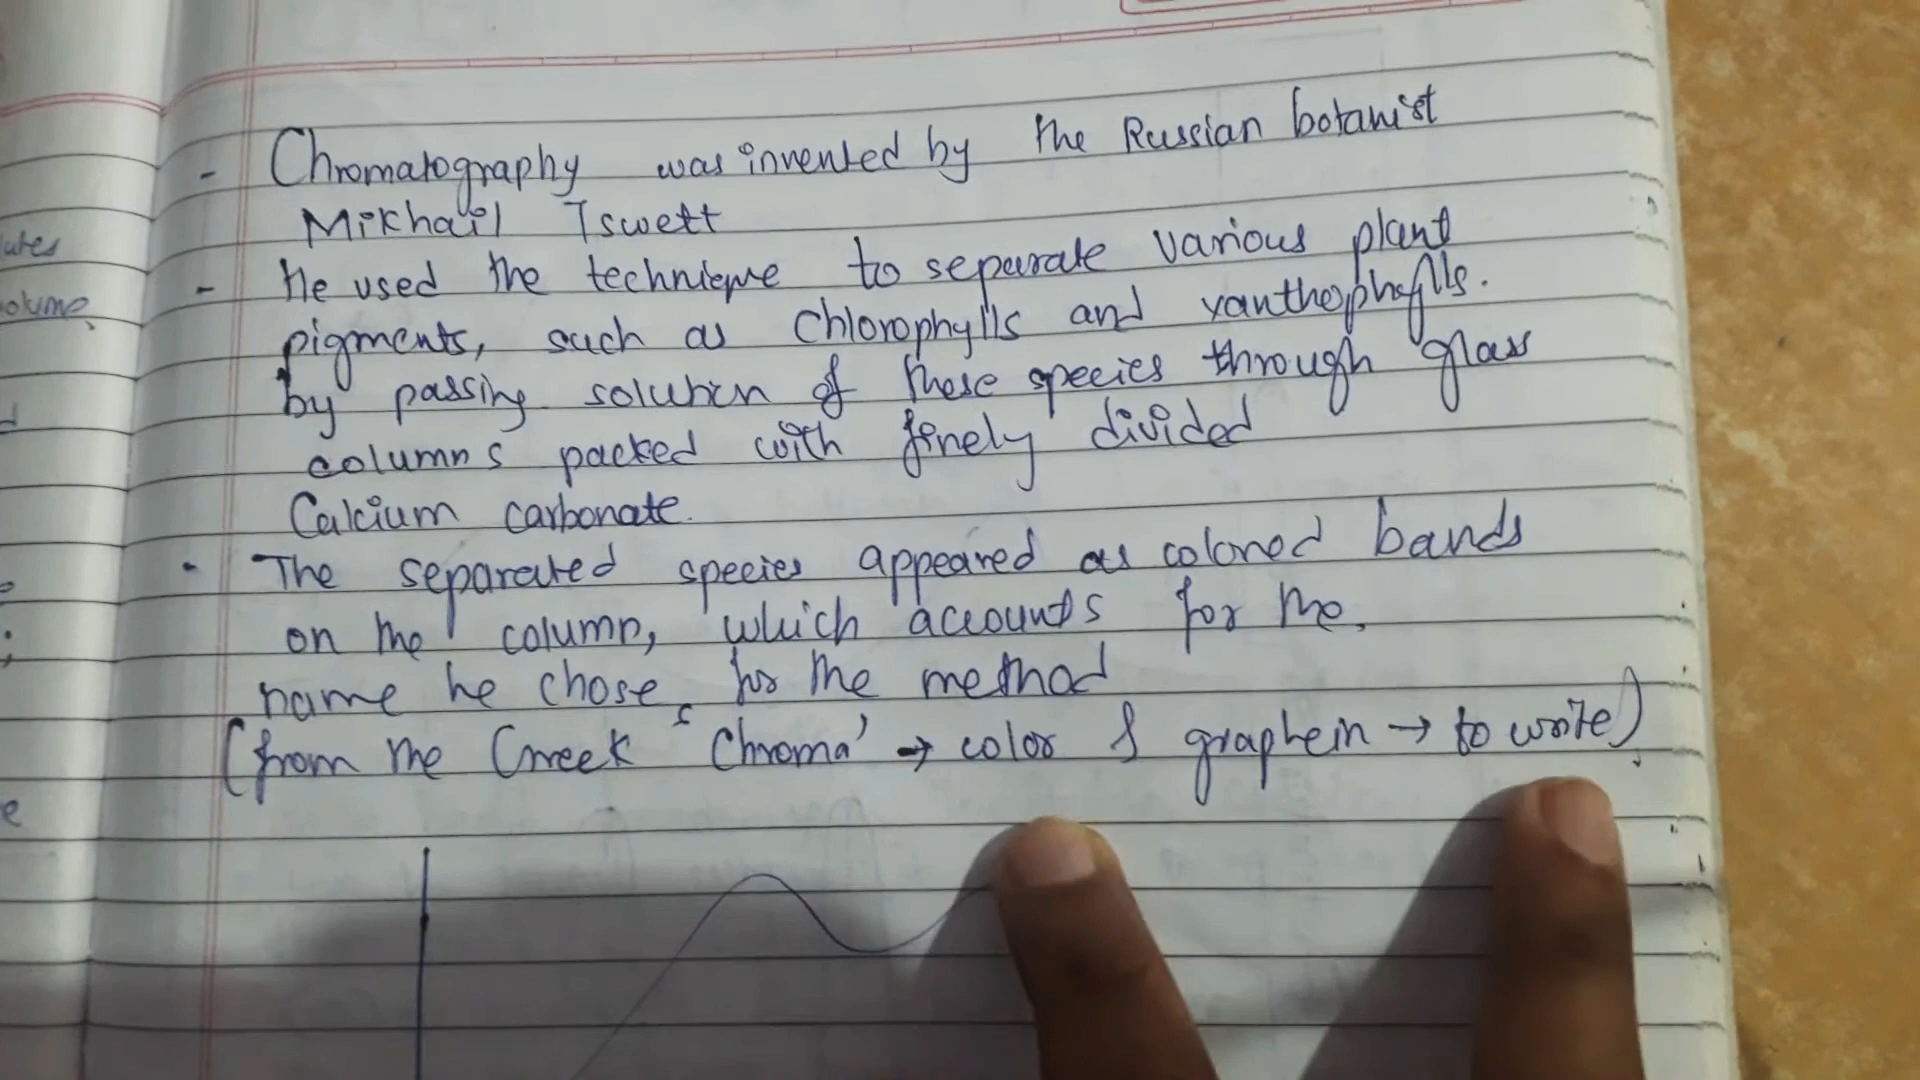 - Chromatography was invented by the Russian botanist
Mikhail Tswett
- He used the technique to separate various plant
pigments, such as Chlorophylls and xanthophylls.
by passing solution of these species through glass
columns packed with finely divided
Calcium carbonate.
- The separated species appeared as colored bands
on the column, which accounts for the
name he chose for the method
(from the Greek 'Chroma' → color & graphein → to write)
utes
olume
e